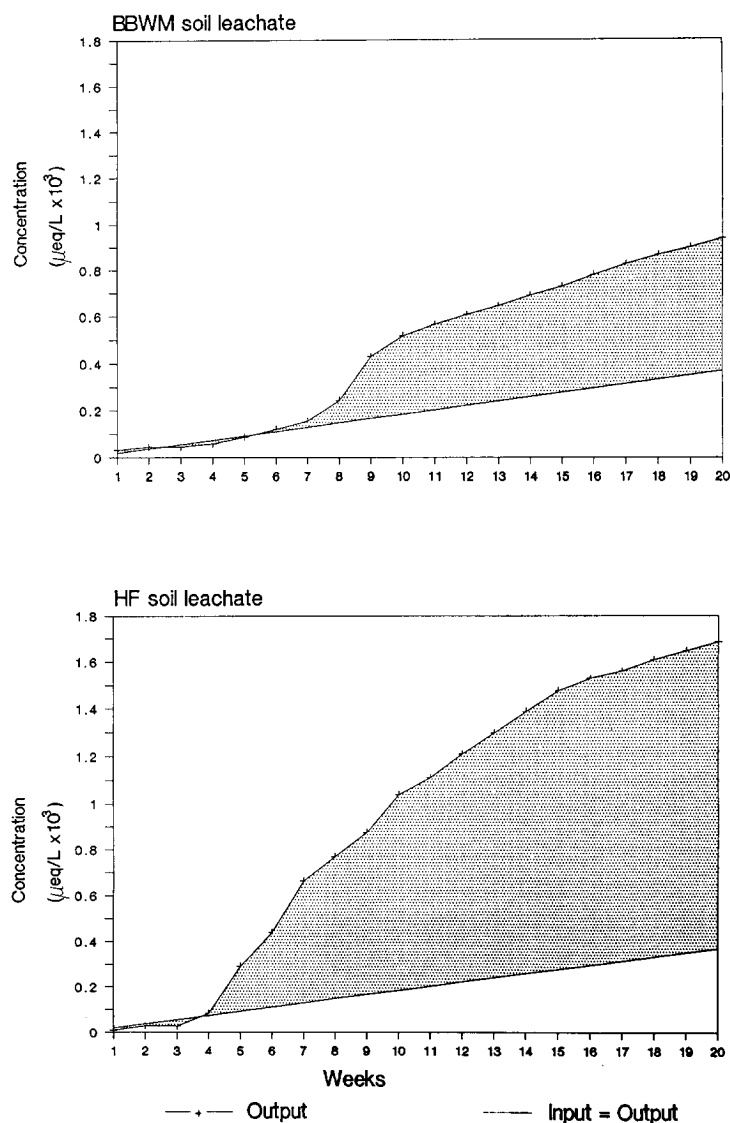 BBWM soil leachate
Concentration
(μeq/L x10³)
1.8
1.6
1.4
1.2
1
0.8
0.6
0.4
0.2
0
1 2 3 4 5 6 7 8 9 10 11 12 13 14 15 16 17 18 19 20
HF soil leachate
Concentration
(μeq/L x10³)
1.8
1.6
1.4
1.2
1
0.8
0.6
0.4
0.2
0
1 2 3 4 5 6 7 8 9 10 11 12 13 14 15 16 17 18 19 20
Weeks
Output
Input = Output